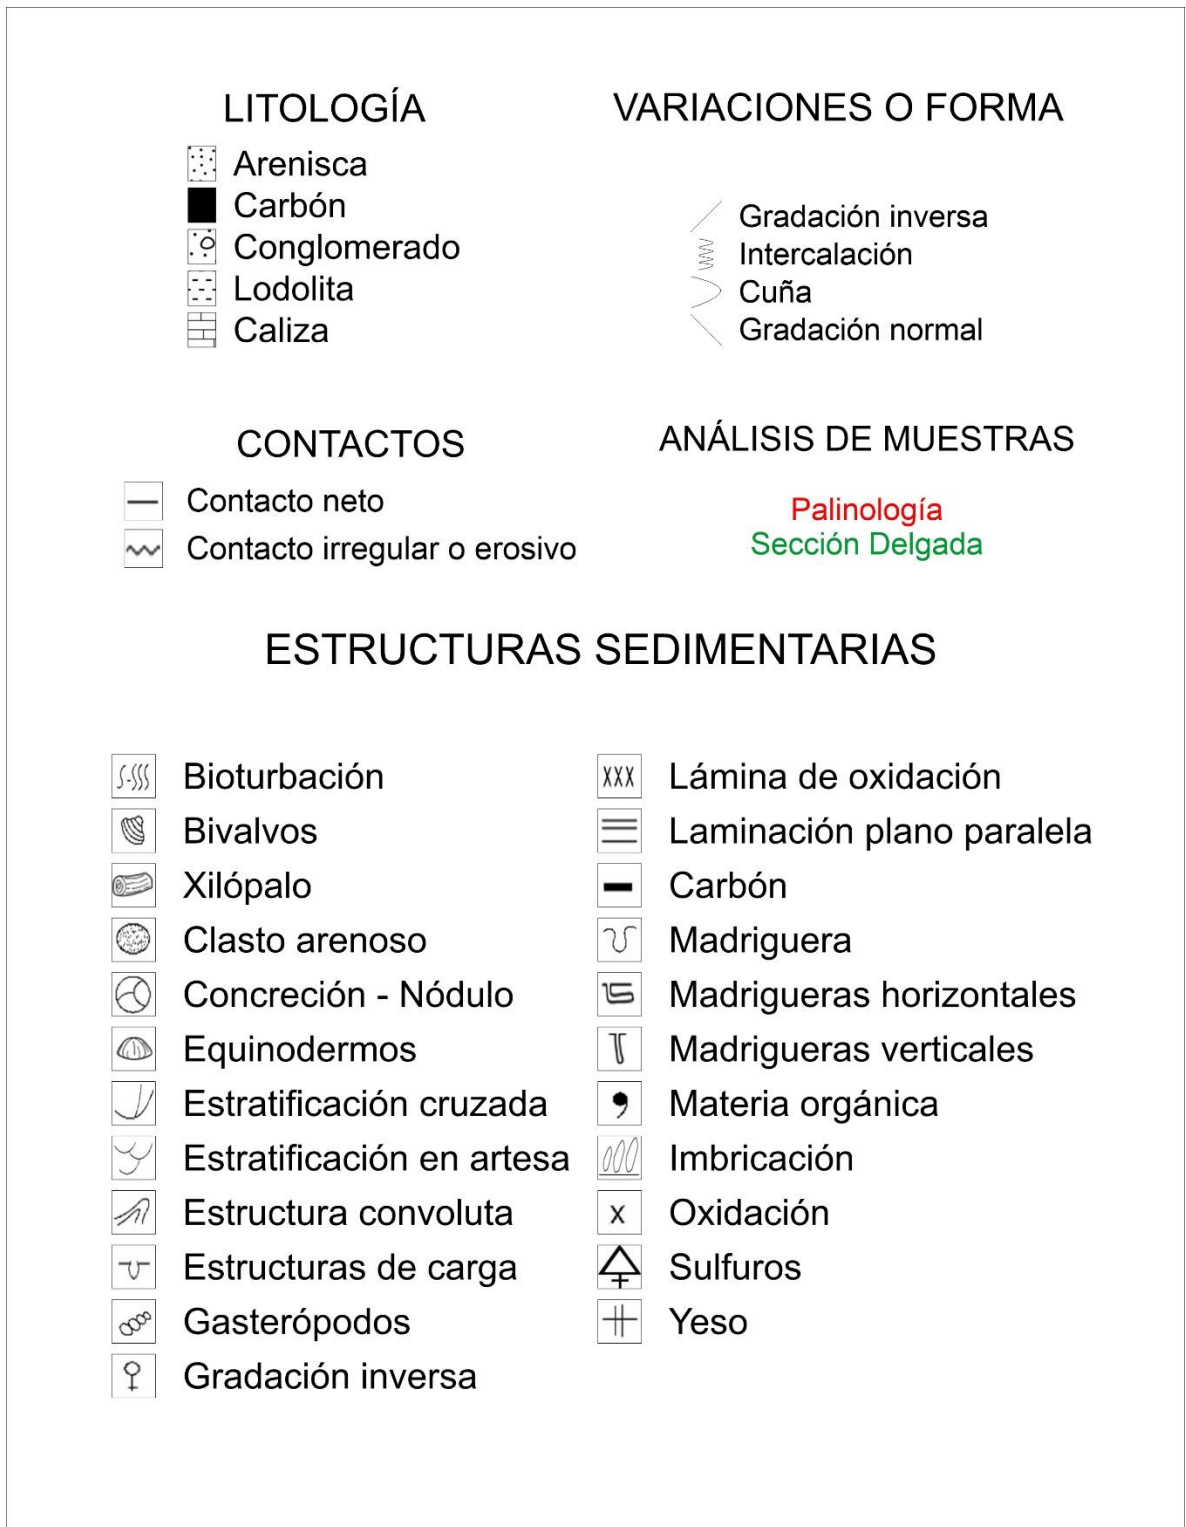 LITOLOGÍA
Arenisca
Carbón
Conglomerado
Lodolita
Caliza
VARIACIONES O FORMA
Gradación inversa
Intercalación
Cuña
Gradación normal
CONTACTOS
Contacto neto
Contacto irregular o erosivo
ANÁLISIS DE MUESTRAS
Palinología
Sección Delgada
ESTRUCTURAS SEDIMENTARIAS
Bioturbación
Bivalvos
Xilópalo
Clasto arenoso
Concreción - Nódulo
Equinodermos
Estratificación cruzada
Estratificación en artesa
Estructura convoluta
Estructuras de carga
Gasterópodos
Gradación inversa
XXX Lámina de oxidación
Laminación plano paralela
Carbón
Madriguera
Madrigueras horizontales
Madrigueras verticales
Materia orgánica
Imbricación
x Oxidación
Sulfuros
Yeso